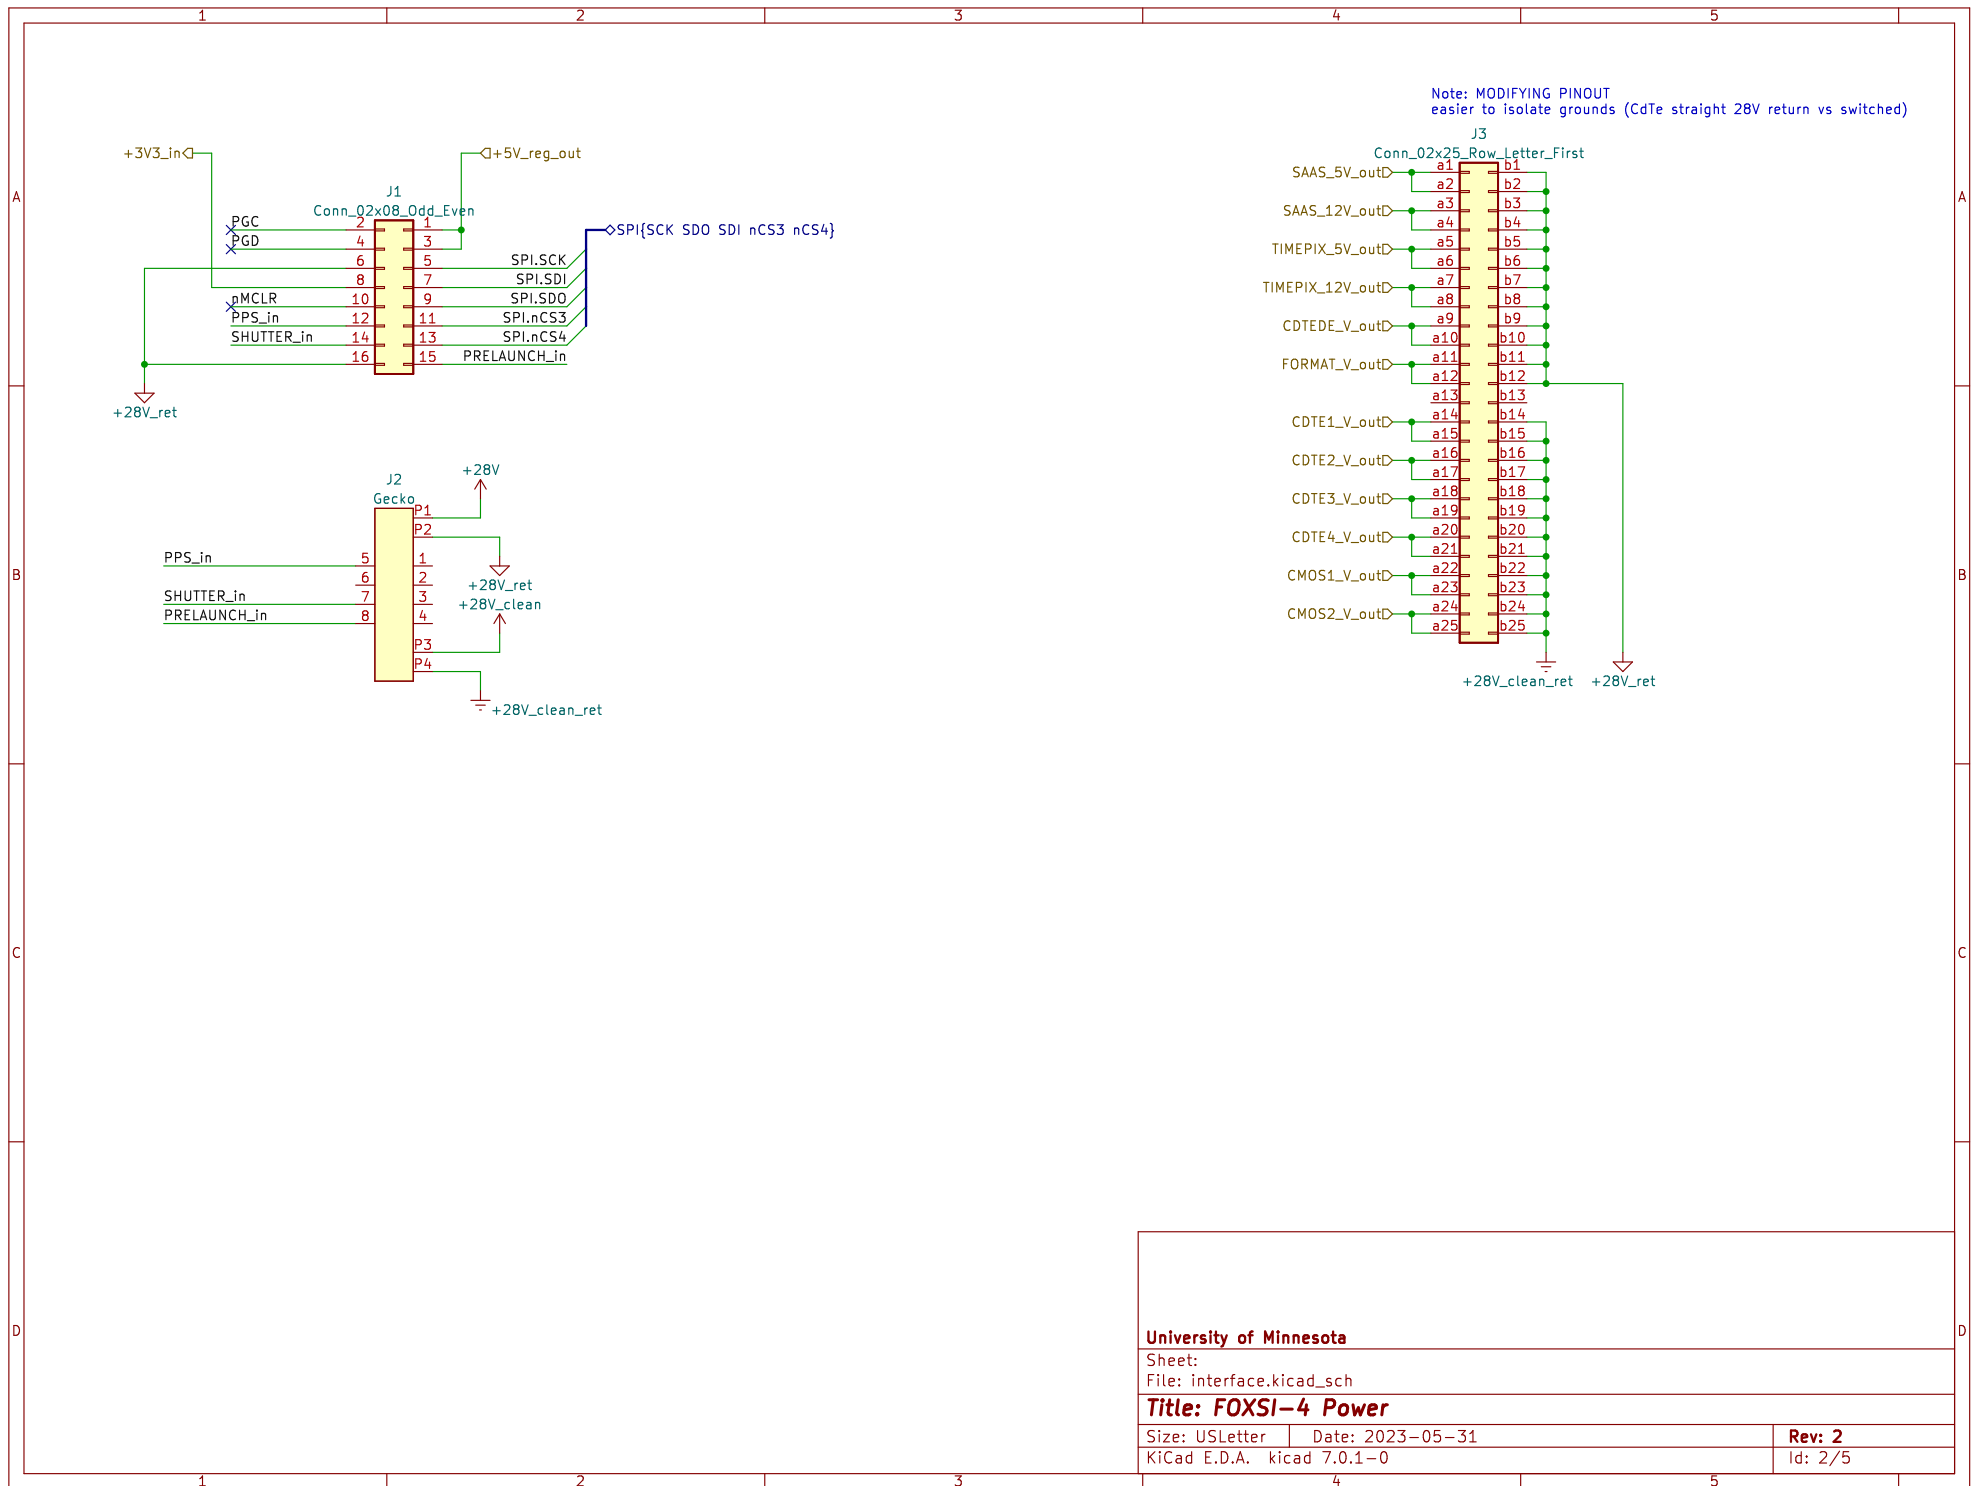 1 2 3 4 5
Note: MODIFYING PINOUT
easier to isolate grounds (CdTe straight 28V return vs switched)
+3V3_in
+5V_reg_out
J1
Conn_02x08_Odd_Even
PGC 2 1
PGD 4 3
6 5 SPI.SCK
8 7 SPI.SDI
nMCLR 10 9 SPI.SDO
PPS_in 12 11 SPI.nCS3
SHUTTER_in 14 13 SPI.nCS4
16 15 PRELAUNCH_in
SPI{SCK SDO SDI nCS3 nCS4}
+28V_ret
J3
Conn_02x25_Row_Letter_First
SAAS_5V_out a1 b1
a2 b2
SAAS_12V_out a3 b3
a4 b4
TIMEPIX_5V_out a5 b5
a6 b6
TIMEPIX_12V_out a7 b7
a8 b8
CDTEDE_V_out a9 b9
a10 b10
FORMAT_V_out a11 b11
a12 b12
a13 b13
CDTE1_V_out a14 b14
a15 b15
CDTE2_V_out a16 b16
a17 b17
CDTE3_V_out a18 b18
a19 b19
CDTE4_V_out a20 b20
a21 b21
CMOS1_V_out a22 b22
a23 b23
CMOS2_V_out a24 b24
a25 b25
+28V_clean_ret
+28V_ret
+28V
J2
Gecko
P1
P2
PPS_in 5 1
6 2
SHUTTER_in 7 3
PRELAUNCH_in 8 4
P3
P4
+28V_ret
+28V_clean
+28V_clean_ret
A A
B B
C C
D D
University of Minnesota
Sheet:
File: interface.kicad_sch
Title: FOXSI-4 Power
Size: USLetter Date: 2023-05-31 Rev: 2
KiCad E.D.A. kicad 7.0.1-0 Id: 2/5
1 2 3 4 5